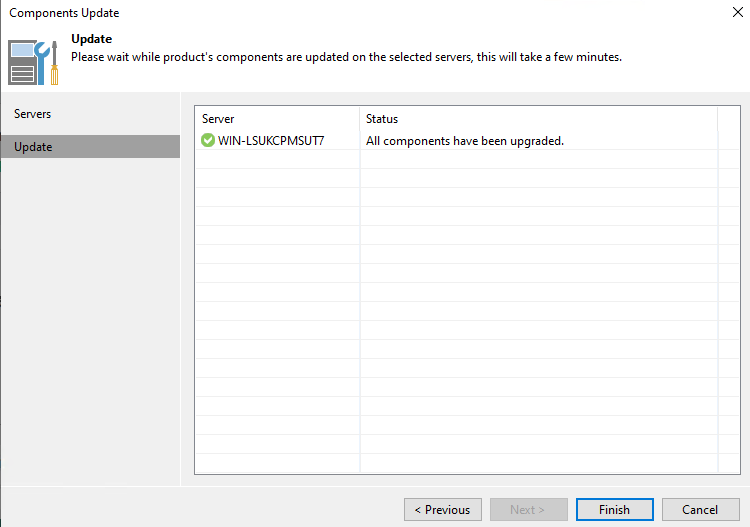 Components Update
Update
Please wait while product's components are updated on the selected servers, this will take a few minutes.
Servers
Update
Server Status
WIN-LSUKCPMSUT7 All components have been upgraded.
< Previous Next > Finish Cancel